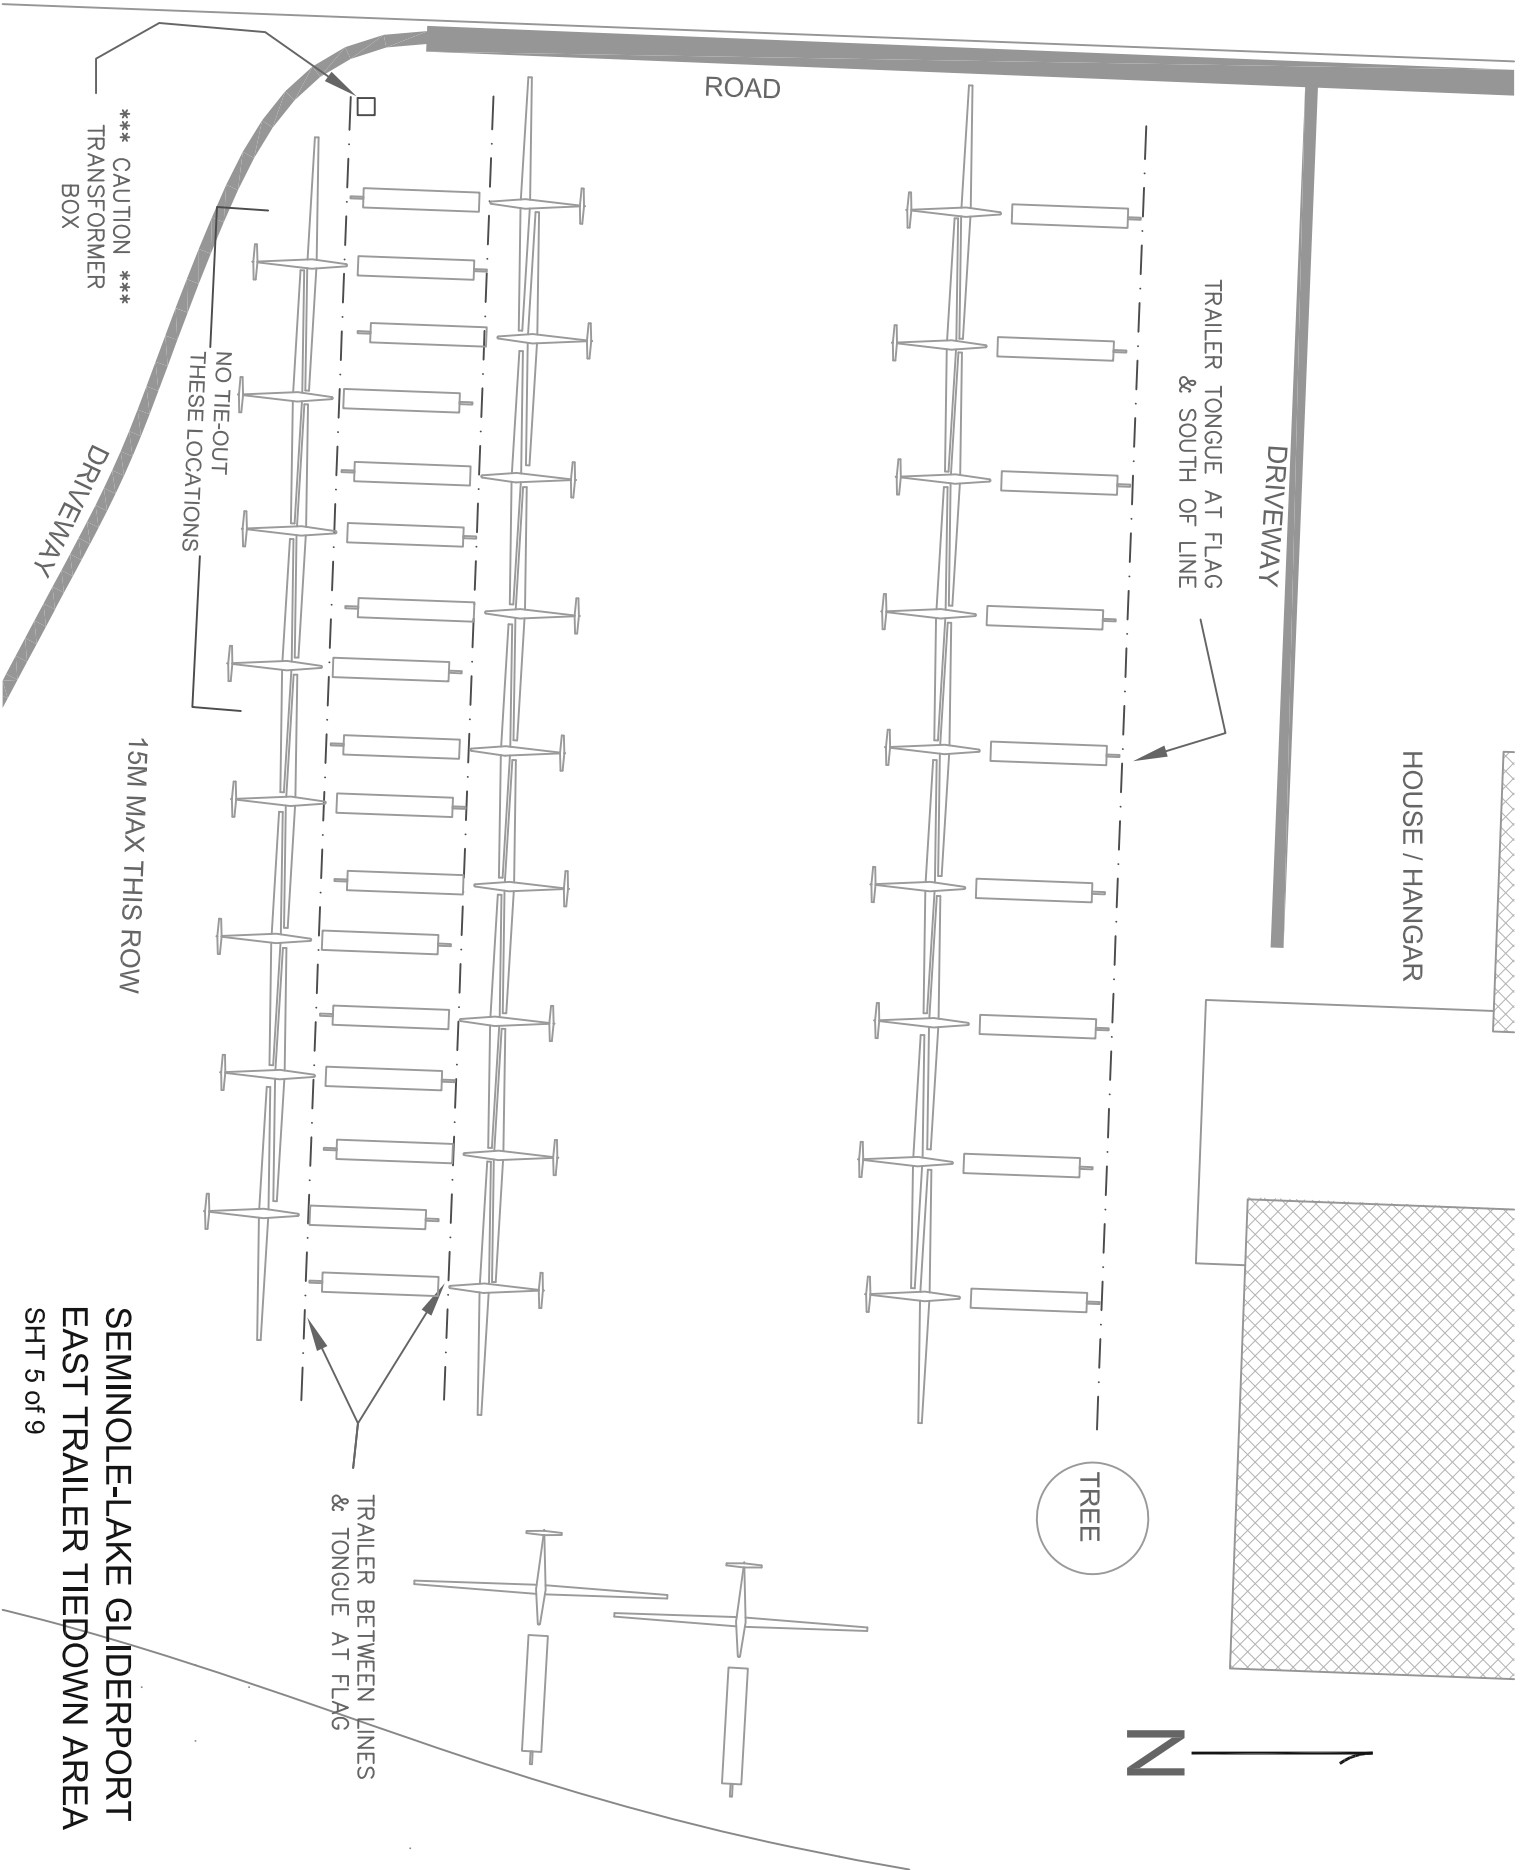 ROAD
*** CAUTION ***
TRANSFORMER
BOX
NO TIE-OUT
THESE LOCATIONS
DRIVEWAY
15M MAX THIS ROW
TRAILER TONGUE AT FLAG
& SOUTH OF LINE
DRIVEWAY
HOUSE / HANGAR
TREE
TRAILER BETWEEN LINES
& TONGUE AT FLAG
N
SEMINOLE-LAKE GLIDERPORT
EAST TRAILER TIEDOWN AREA
SHT 5 of 9